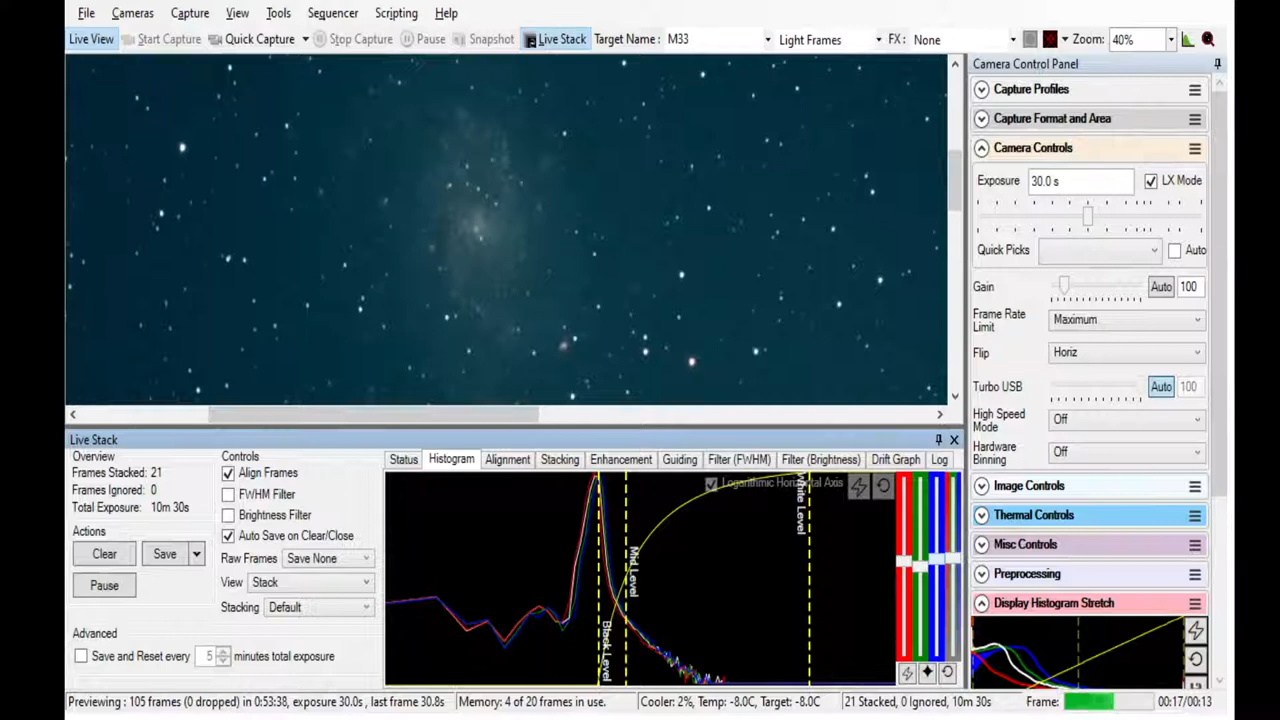 File Cameras Capture View Tools Sequencer Scripting Help
Live View Start Capture Quick Capture Stop Capture Pause Snapshot Live Stack Target Name: M33 Light Frames FX: None Zoom: 40%
Camera Control Panel
Capture Profiles
Capture Format and Area
Camera Controls
Exposure 30.0 s LX Mode
Quick Picks Auto
Gain Auto 100
Frame Rate
Limit
Maximum
Flip Horiz
Turbo USB Auto 100
High Speed
Mode
Off
Hardware
Binning
Off
Image Controls
Thermal Controls
Misc Controls
Preprocessing
Display Histogram Stretch
Live Stack
Overview
Frames Stacked: 21
Frames Ignored: 0
Total Exposure: 10m 30s
Actions
Clear Save
Pause
Controls
Align Frames
FWHM Filter
Brightness Filter
Auto Save on Clear/Close
Raw Frames Save None
View Stack
Stacking Default
Advanced
Save and Reset every 5 minutes total exposure
Status Histogram Alignment Stacking Enhancement Guiding Filter (FWHM) Filter (Brightness) Drift Graph Log
Logarithmic Horizontal Axis
Black Level
Mid Level
White Level
Previewing : 105 frames (0 dropped) in 0:53:30 , exposure 30.0s , last frame 30.8s Memory: 4 of 20 frames in use. Cooler: 2%, Temp: -8.0C, Target: -8.0C 21 Stacked, 0 Ignored, 10m 30s Frame: 00:17/00:13